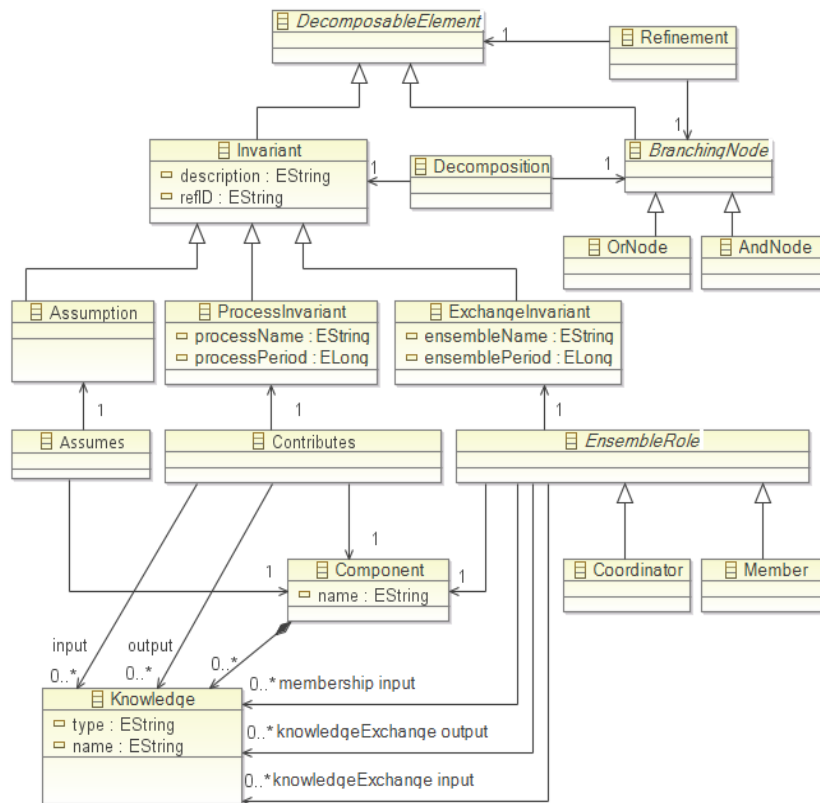 DecomposableElement
Refinement
1
1
1
Invariant
description : EString
refID : EString
1
Decomposition
1
BranchingNode
OrNode
AndNode
Assumption
ProcessInvariant
processName : EString
processPeriod : ELong
ExchangeInvariant
ensembleName : EString
ensemblePeriod : ELong
1
1
1
Assumes
Contributes
EnsembleRole
1
1
Component
name : EString
1
Coordinator
Member
input
output
0..*
0..*
0..*
0..* membership input
Knowledge
type : EString
name : EString
0..* knowledgeExchange output
0..* knowledgeExchange input